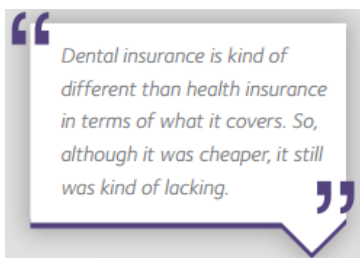 “
Dental insurance is kind of
different than health insurance
in terms of what it covers. So,
although it was cheaper, it still
was kind of lacking.
”